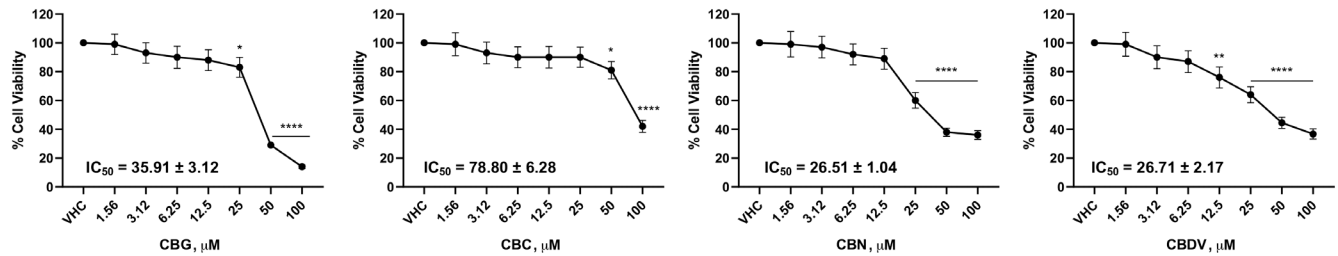 % Cell Viability
120
100
80
60
40
20
0
*
****
IC50 = 35.91 ± 3.12
VHC 1.56 3.12 6.25 12.5 25 50 100
CBG, μM
% Cell Viability
120
100
80
60
40
20
0
*
****
IC50 = 78.80 ± 6.28
VHC 1.56 3.12 6.25 12.5 25 50 100
CBC, μM
% Cell Viability
120
100
80
60
40
20
0
****
IC50 = 26.51 ± 1.04
VHC 1.56 3.12 6.25 12.5 25 50 100
CBN, μM
% Cell Viability
120
100
80
60
40
20
0
**
****
IC50 = 26.71 ± 2.17
VHC 1.56 3.12 6.25 12.5 25 50 100
CBDV, μM